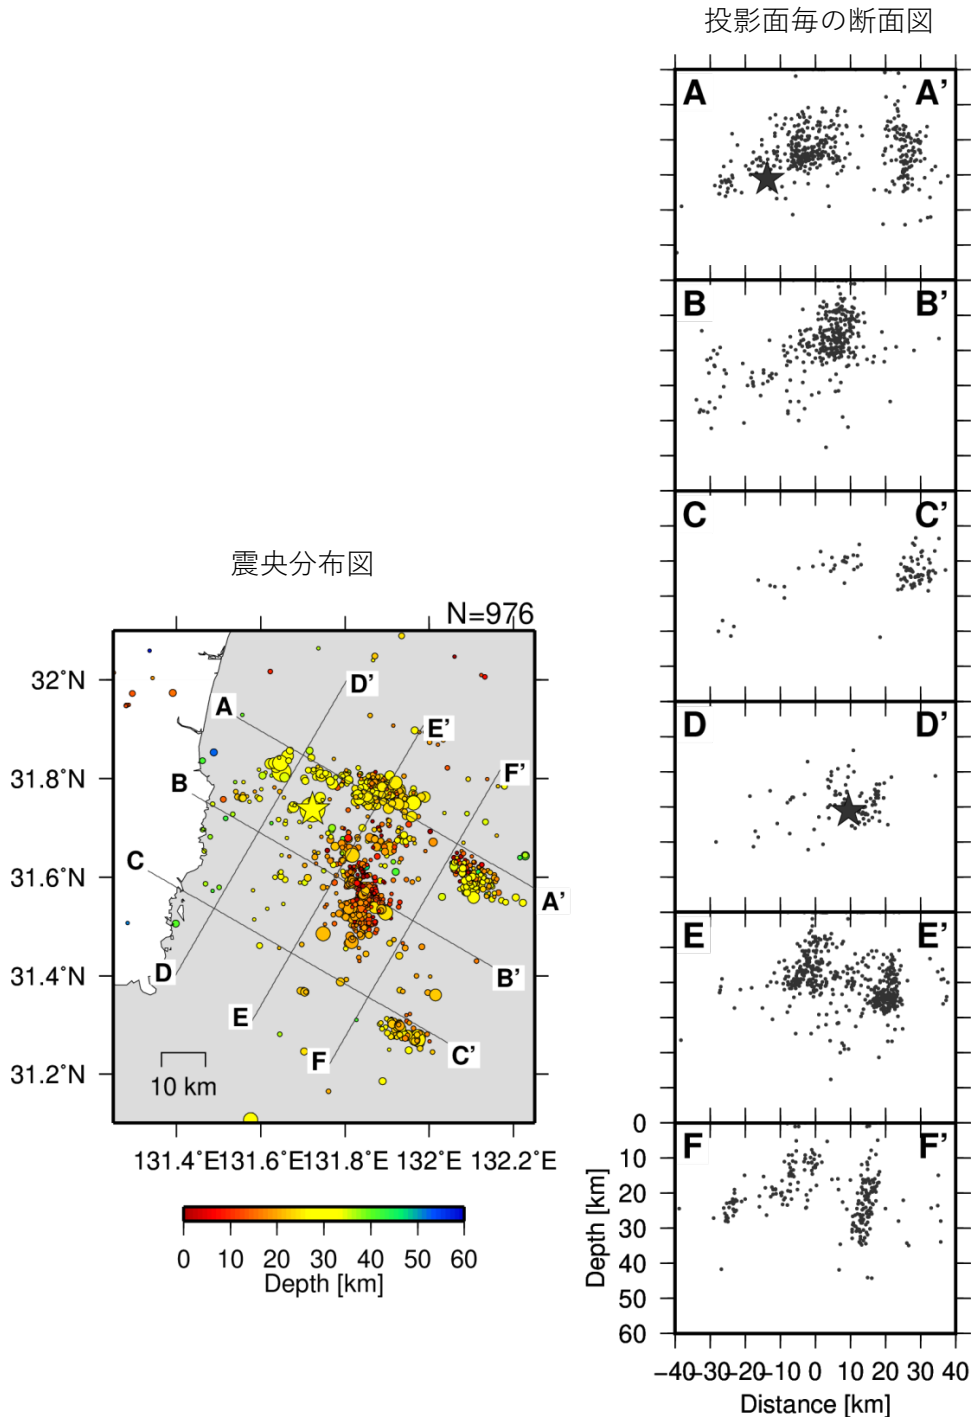 投影面毎の断面図
A A’
B B’
C C’
D D’
E E’
F F’
0
10
20
30
40
50
60
Depth [km]
−40−30−20−10 0 10 20 30 40
Distance [km]
震央分布図
N=976
32˚N
31.8˚N
31.6˚N
31.4˚N
31.2˚N
A
B
C
D’
E’
F’
A’
B’
C’
D
E
F
10 km
131.4˚E 131.6˚E 131.8˚E 132˚E 132.2˚E
0 10 20 30 40 50 60
Depth [km]